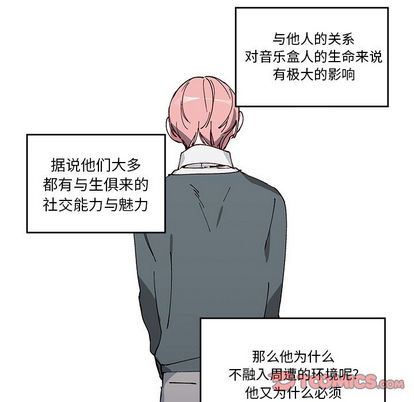 与他人的关系
对音乐盒人的生命来说
有极大的影响
据说他们大多
都有与生俱来的
社交能力与魅力
那么他为什么
不融入周遭的环境呢?
他又为什么必须
TOOMICS.COM